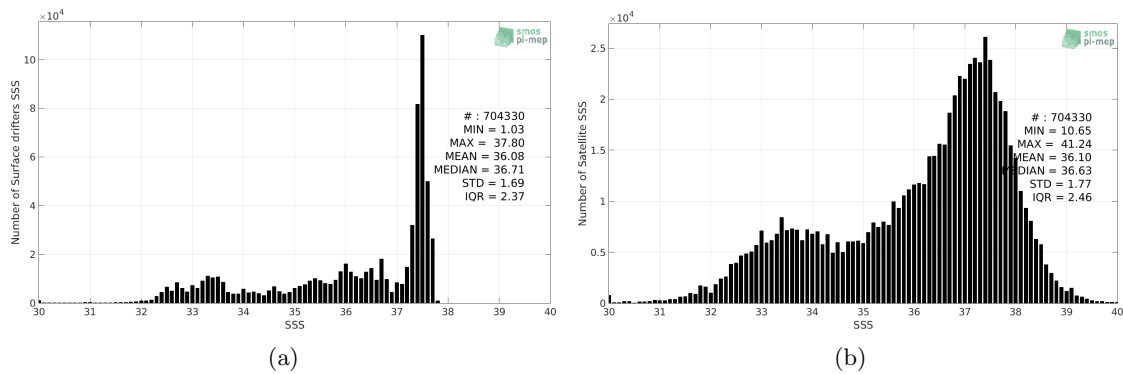 ×10⁴
smos
pi-mep
10
8
6
4
2
0
Number of Surface drifters SSS
# : 704330
MIN = 1.03
MAX = 37.80
MEAN = 36.08
MEDIAN = 36.71
STD = 1.69
IQR = 2.37
30 31 32 33 34 35 36 37 38 39 40
SSS
(a)
×10⁴
smos
pi-mep
2.5
2
1.5
1
0.5
0
Number of Satellite SSS
# : 704330
MIN = 10.65
MAX = 41.24
MEAN = 36.10
MEDIAN = 36.63
STD = 1.77
IQR = 2.46
30 31 32 33 34 35 36 37 38 39 40
SSS
(b)